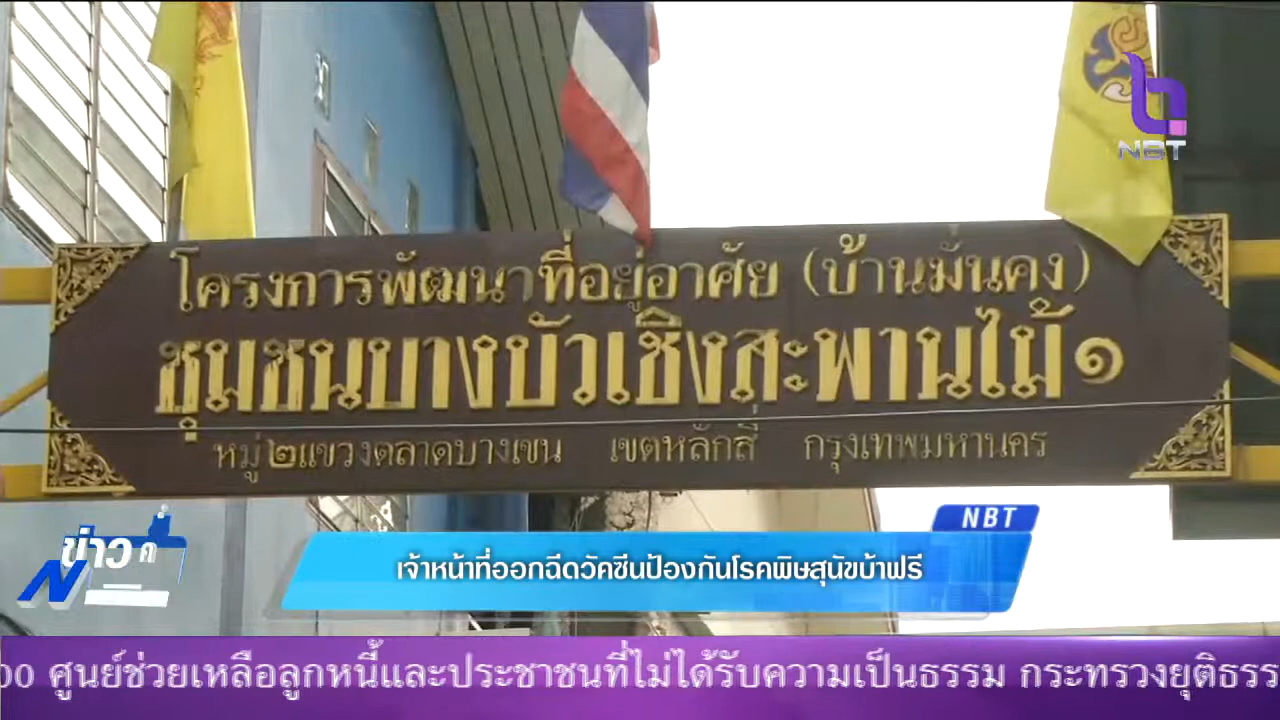 NBT
โครงการพัฒนาที่อยู่อาศัย (บ้านมั่นคง)
ชุมชนบางบัวเชิงสะพานไม้ ๑
หมู่ ๒ แขวงตลาดบางเขน เขตหลักสี่ กรุงเทพมหานคร
NBT
ข่าว ค
N
เจ้าหน้าที่ออกฉีดวัคซีนป้องกันโรคพิษสุนัขบ้าฟรี
00 ศูนย์ช่วยเหลือลูกหนี้และประชาชนที่ไม่ได้รับความเป็นธรรม กระทรวงยุติธรร